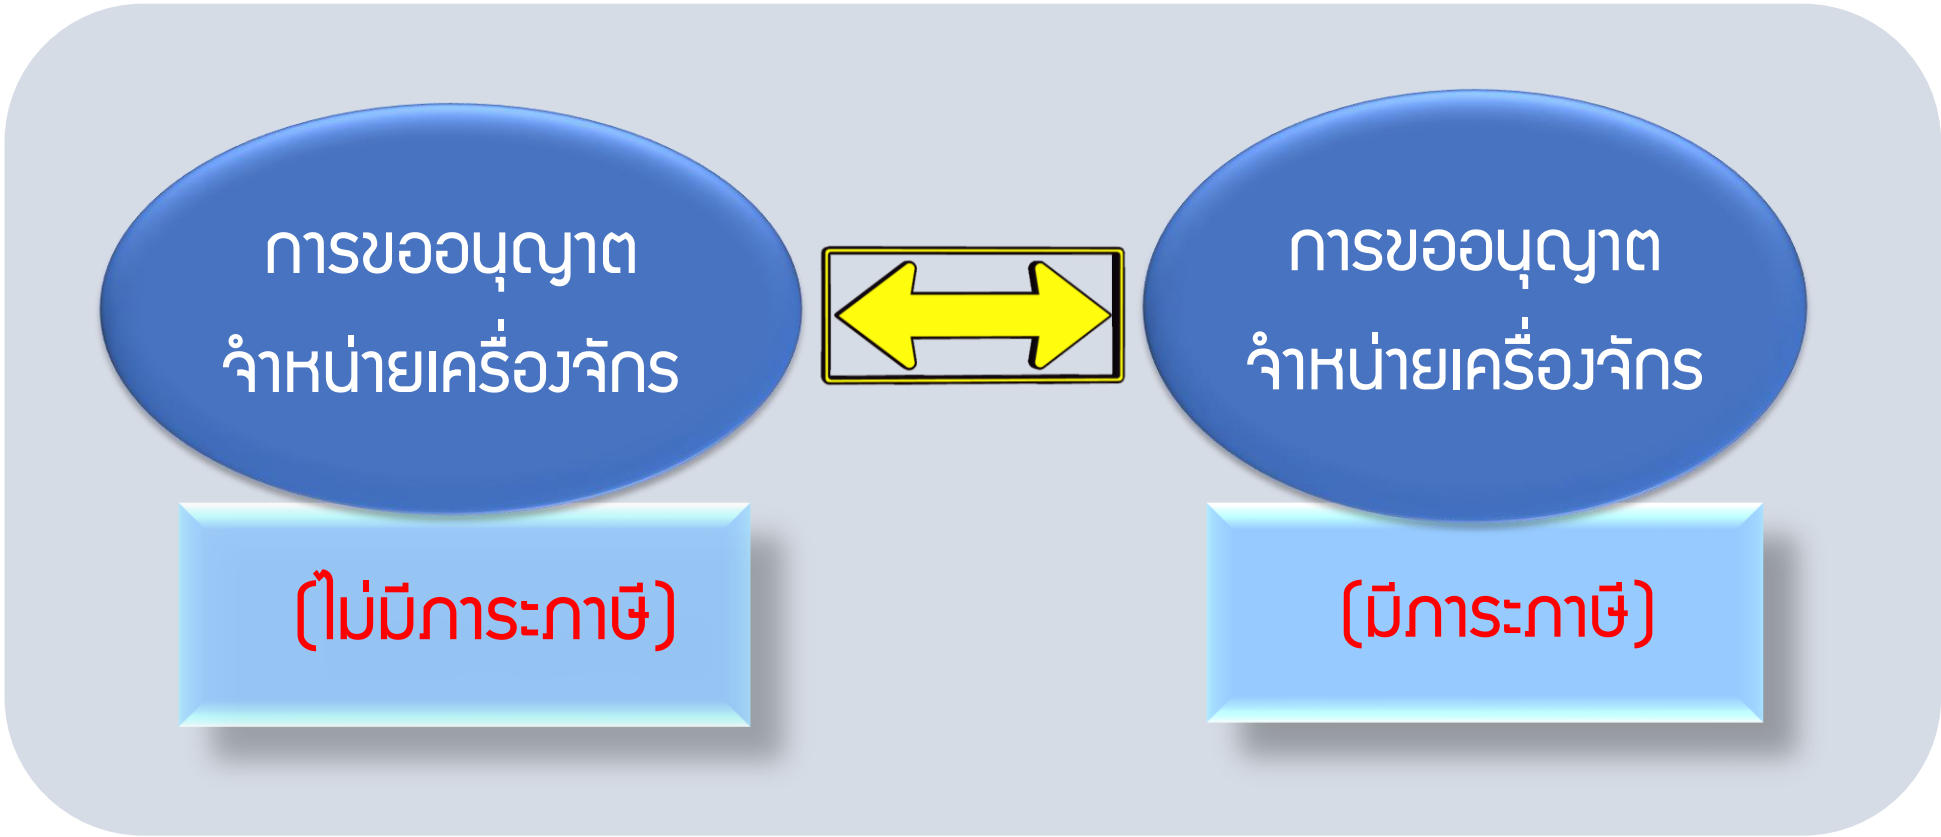 การขออนุญาต
จำหน่ายเครื่องจักร
(ไม่มีภาระภาษี)
การขออนุญาต
จำหน่ายเครื่องจักร
(มีภาระภาษี)